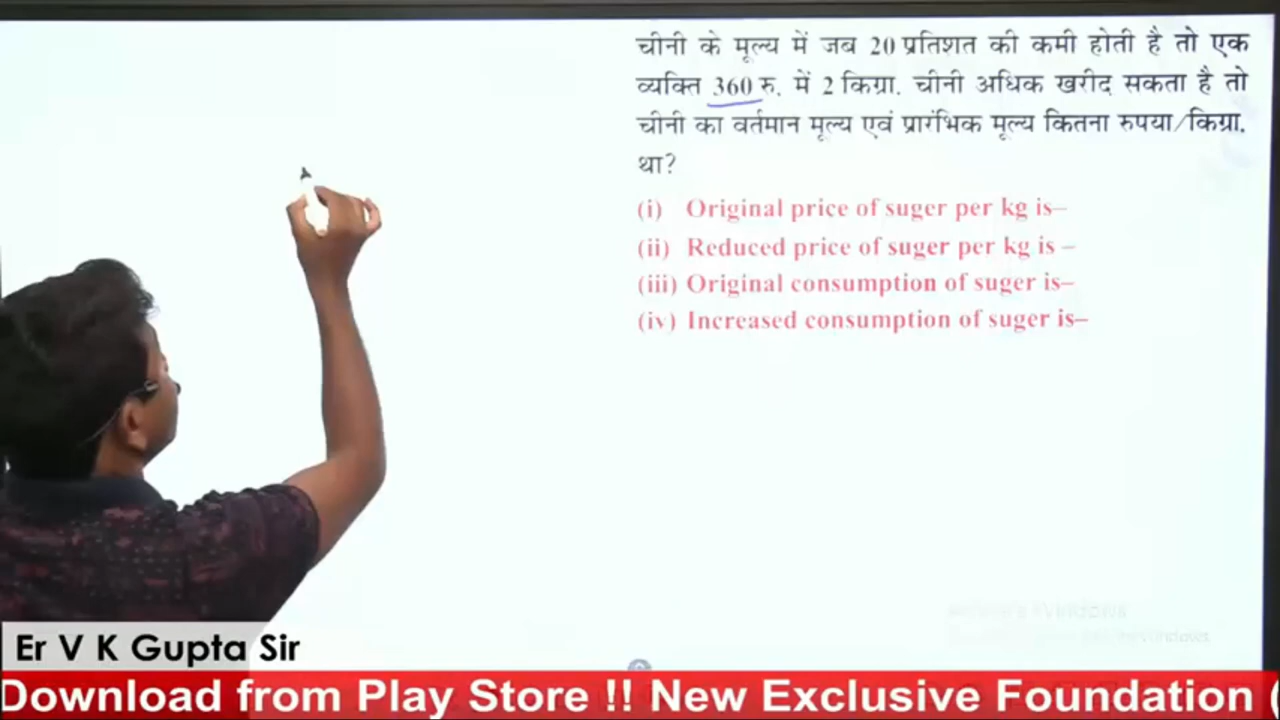 चीनी के मूल्य में जब 20 प्रतिशत की कमी होती है तो एक
व्यक्ति 360 रु. में 2 किग्रा. चीनी अधिक खरीद सकता है तो
चीनी का वर्तमान मूल्य एवं प्रारंभिक मूल्य कितना रुपया/किग्रा.
था?
(i) Original price of suger per kg is–
(ii) Reduced price of suger per kg is –
(iii) Original consumption of suger is–
(iv) Increased consumption of suger is–
Er V K Gupta Sir
Download from Play Store !! New Exclusive Foundation (